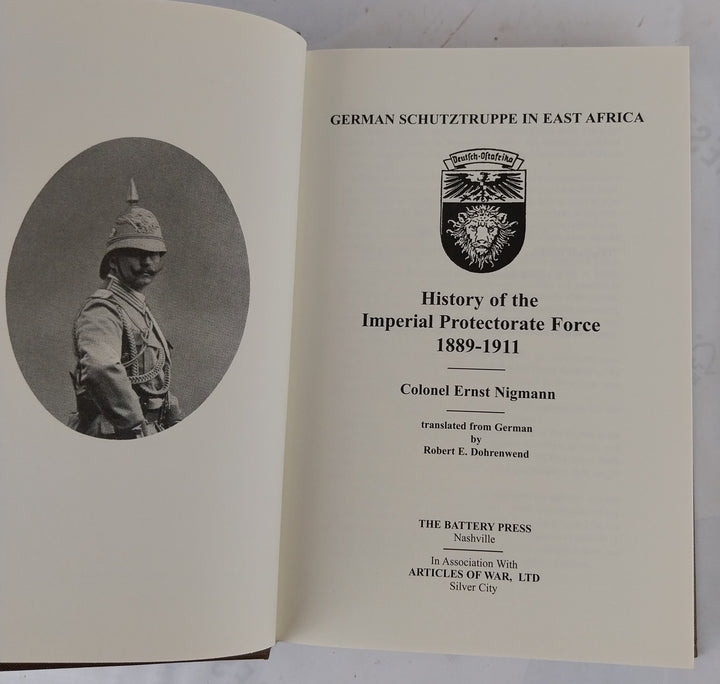 GERMAN SCHUTZTRUPPE IN EAST AFRICA
Deutsch-Ostafrika
History of the
Imperial Protectorate Force
1889-1911
Colonel Ernst Nigmann
translated from German
by
Robert E. Dohrenwend
THE BATTERY PRESS
Nashville
In Association With
ARTICLES OF WAR, LTD
Silver City